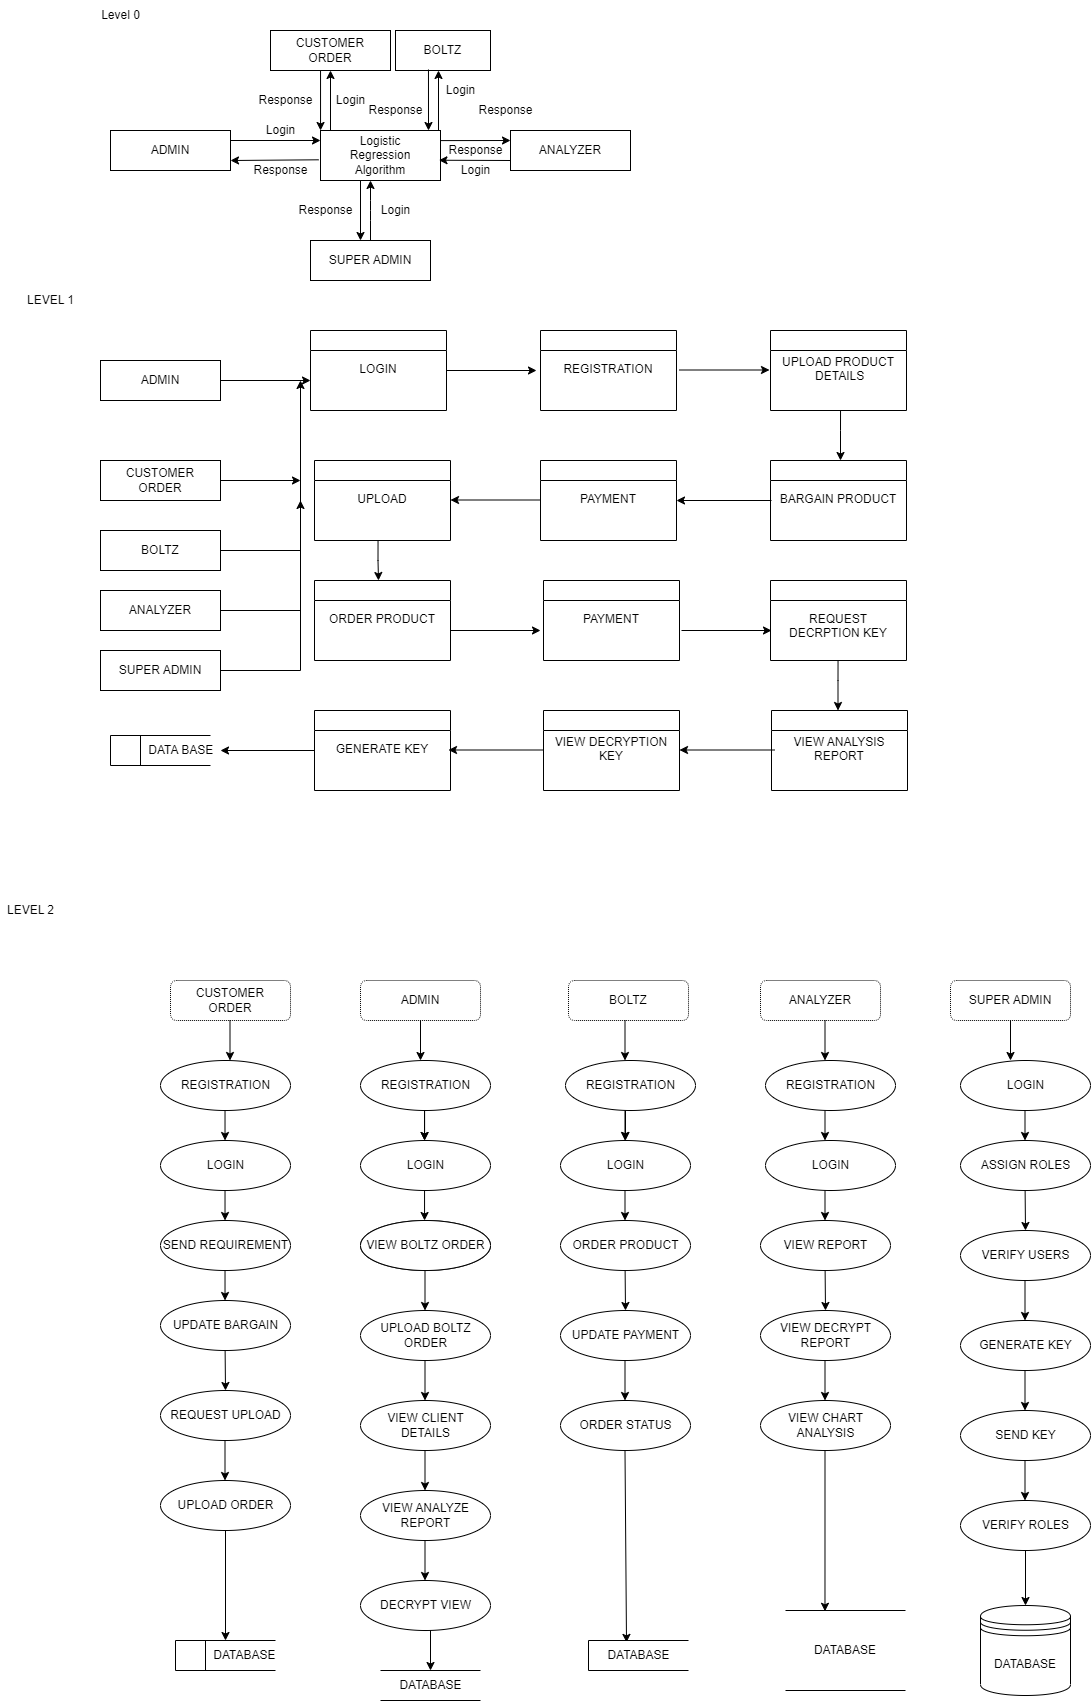 Level 0
CUSTOMER
ORDER
BOLTZ
Response
Login
Response
Login
Response
ADMIN
Login
Response
Logistic
Regression
Algorithm
Response
Login
ANALYZER
Response
Login
SUPER ADMIN
LEVEL 1
ADMIN
LOGIN
REGISTRATION
UPLOAD PRODUCT
DETAILS
CUSTOMER
ORDER
UPLOAD
PAYMENT
BARGAIN PRODUCT
BOLTZ
ANALYZER
ORDER PRODUCT
PAYMENT
REQUEST
DECRPTION KEY
SUPER ADMIN
DATA BASE
GENERATE KEY
VIEW DECRYPTION
KEY
VIEW ANALYSIS
REPORT
LEVEL 2
CUSTOMER
ORDER
REGISTRATION
LOGIN
SEND REQUIREMENT
UPDATE BARGAIN
REQUEST UPLOAD
UPLOAD ORDER
DATABASE
ADMIN
REGISTRATION
LOGIN
VIEW BOLTZ ORDER
UPLOAD BOLTZ
ORDER
VIEW CLIENT
DETAILS
VIEW ANALYZE
REPORT
DECRYPT VIEW
DATABASE
BOLTZ
REGISTRATION
LOGIN
ORDER PRODUCT
UPDATE PAYMENT
ORDER STATUS
DATABASE
ANALYZER
REGISTRATION
LOGIN
VIEW REPORT
VIEW DECRYPT
REPORT
VIEW CHART
ANALYSIS
DATABASE
SUPER ADMIN
LOGIN
ASSIGN ROLES
VERIFY USERS
GENERATE KEY
SEND KEY
VERIFY ROLES
DATABASE